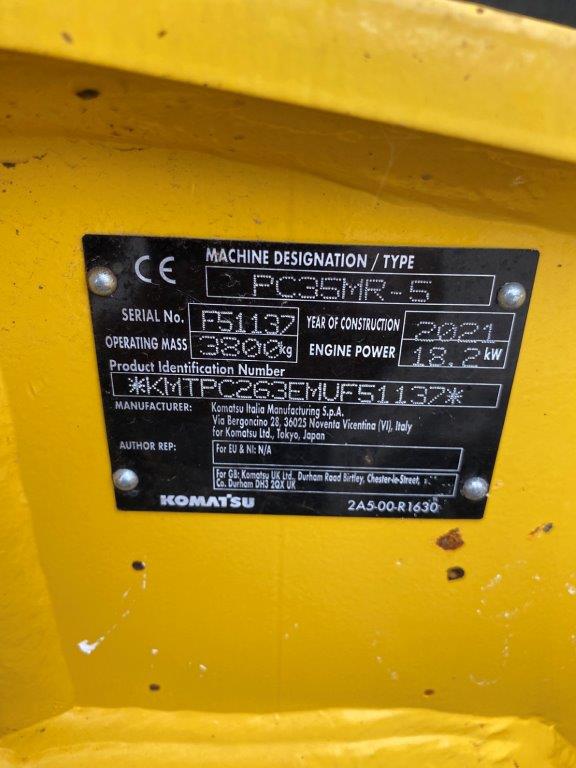 CE
MACHINE DESIGNATION / TYPE
PC35MR-5
SERIAL No. F51137 YEAR OF CONSTRUCTION 2021
OPERATING MASS 3800kg ENGINE POWER 18.2 kW
Product Identification Number
*KMTPC263EMVF51137*
MANUFACTURER: Komatsu Italia Manufacturing S.p.A.
Via Bergoncino 28, 36025 Noventa Vicentina (VI), Italy
for Komatsu Ltd., Tokyo, Japan
AUTHOR REP: For EU & NI: N/A
For GB: Komatsu UK Ltd., Durham Road Birtley, Chester-le-Street,
Co. Durham DH3 2QX UK
KOMATSU 2A5-00-R1630